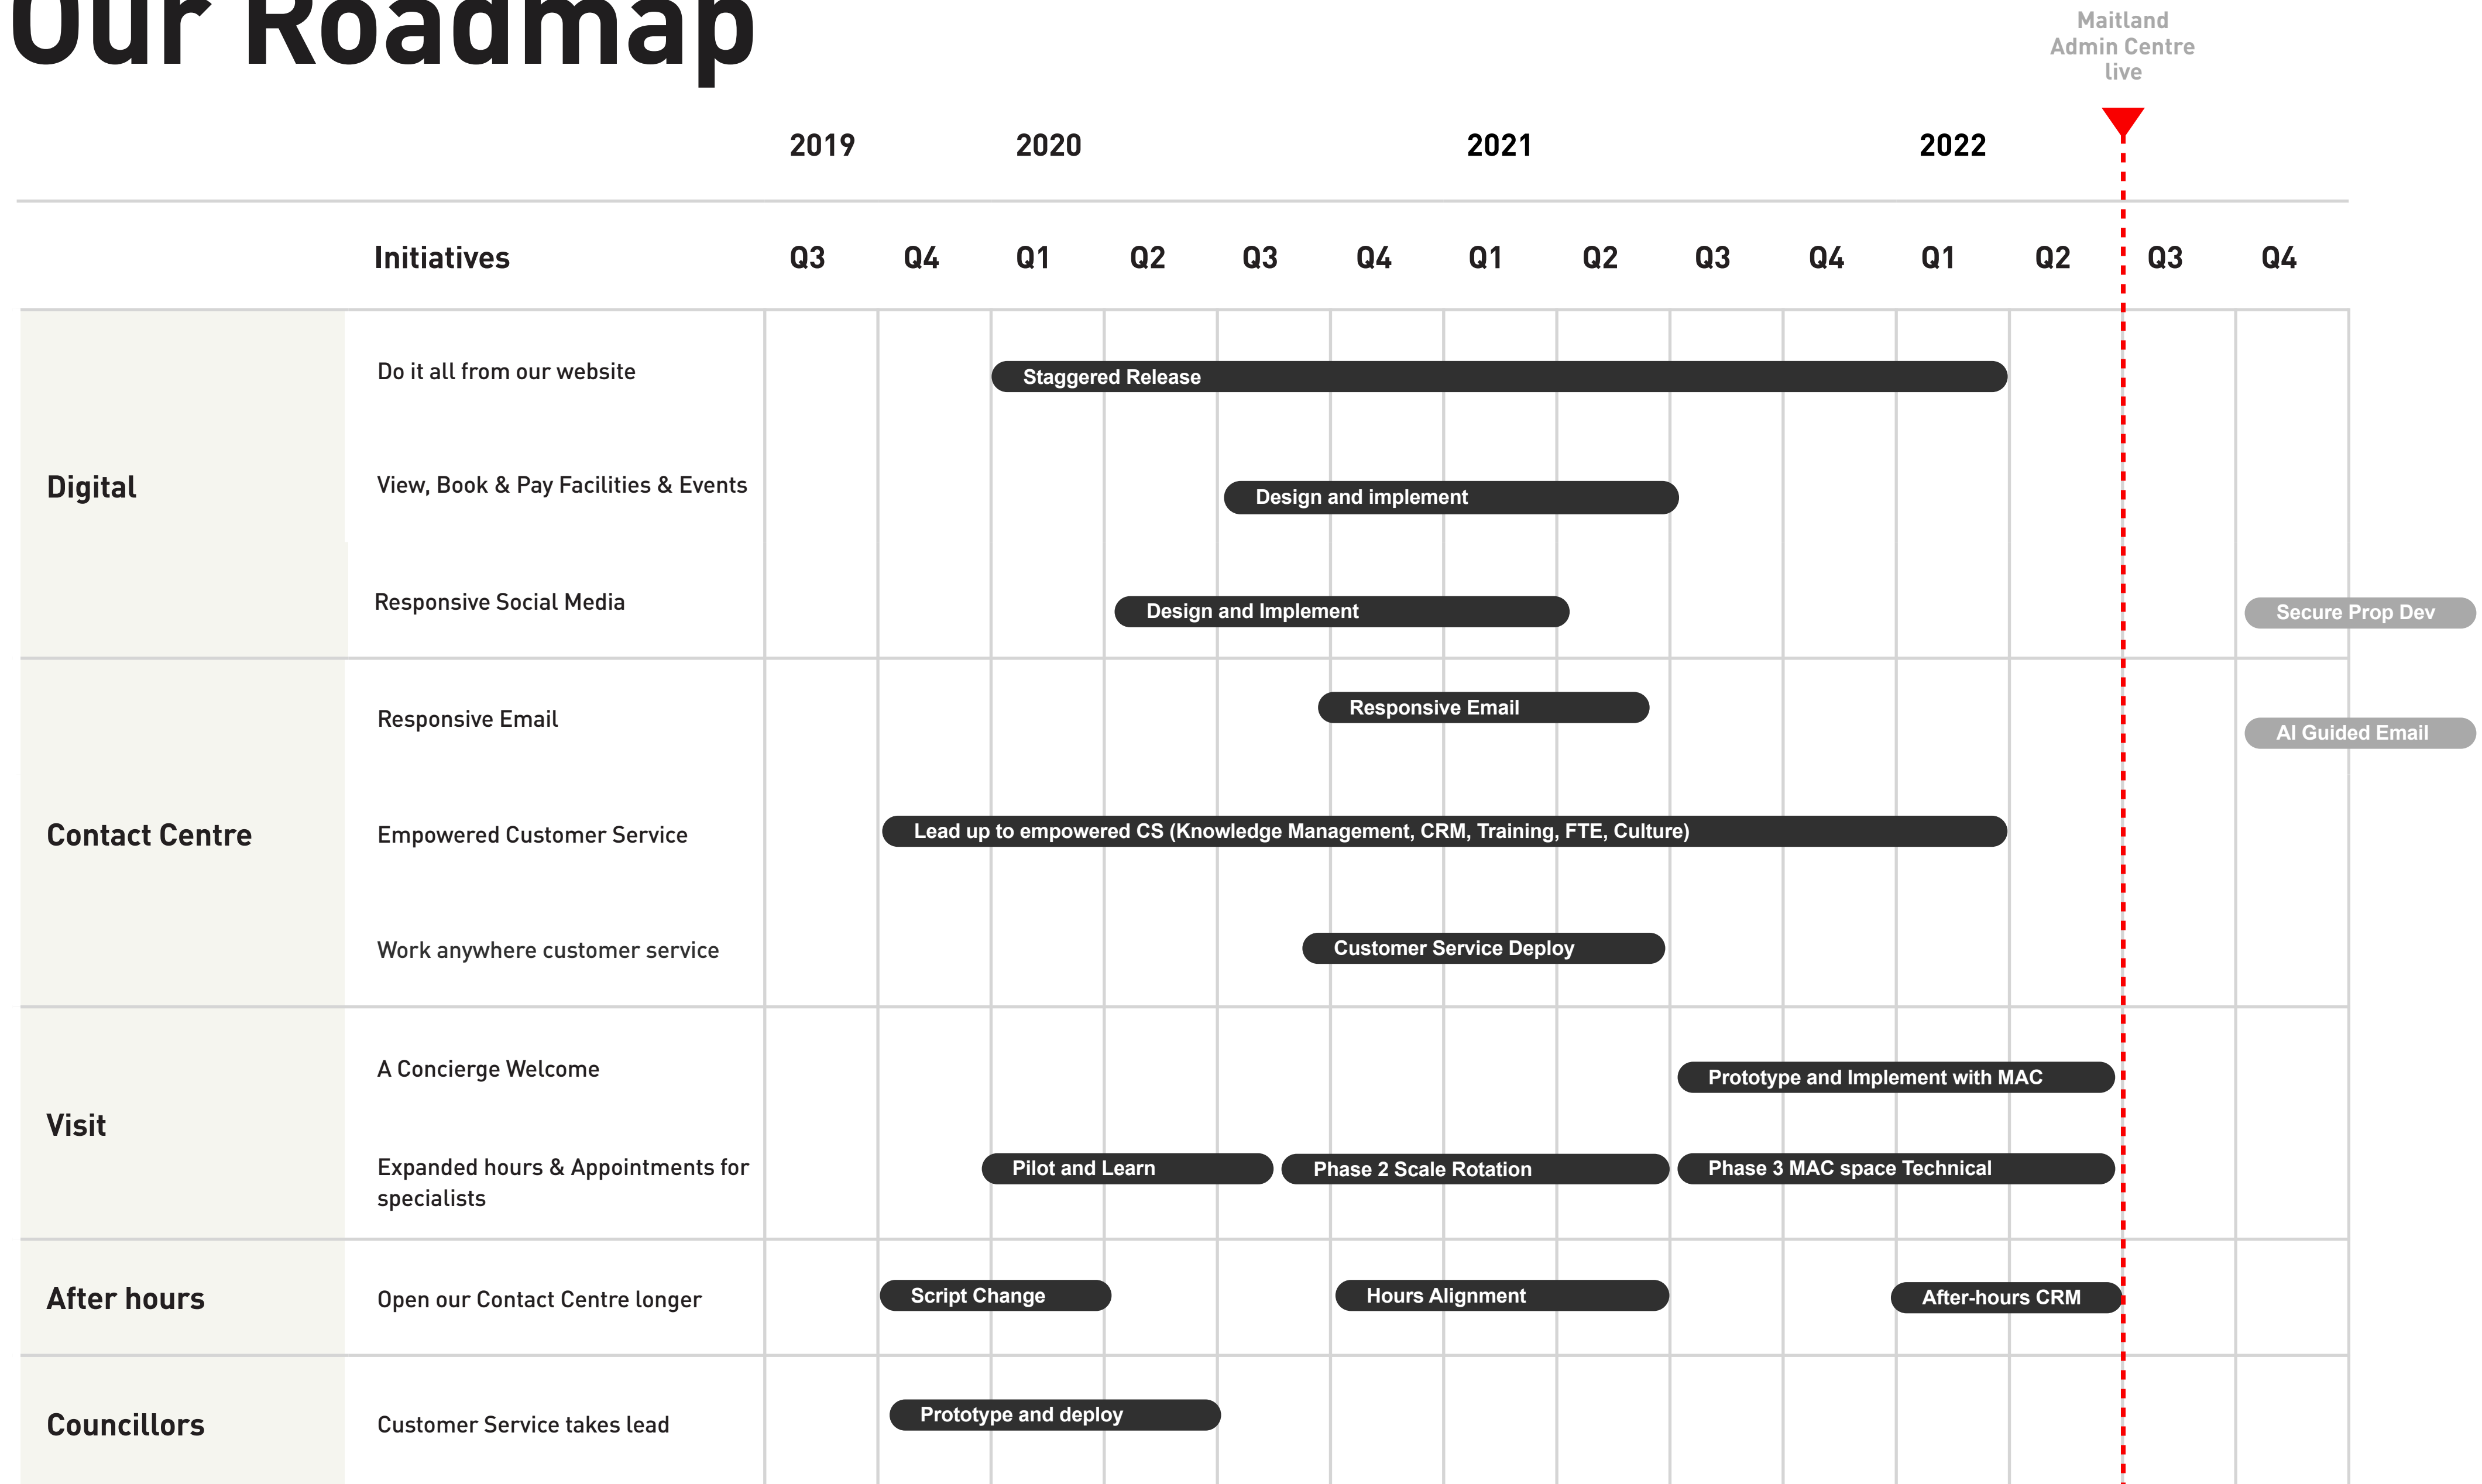 Our Roadmap
Maitland
Admin Centre
live
2019 2020 2021 2022
Initiatives Q3 Q4 Q1 Q2 Q3 Q4 Q1 Q2 Q3 Q4 Q1 Q2 Q3 Q4
Digital
Do it all from our website
Staggered Release
View, Book & Pay Facilities & Events
Design and implement
Responsive Social Media
Design and Implement
Secure Prop Dev
Contact Centre
Responsive Email
Responsive Email
AI Guided Email
Empowered Customer Service
Lead up to empowered CS (Knowledge Management, CRM, Training, FTE, Culture)
Work anywhere customer service
Customer Service Deploy
Visit
A Concierge Welcome
Prototype and Implement with MAC
Expanded hours & Appointments for
specialists
Pilot and Learn
Phase 2 Scale Rotation
Phase 3 MAC space Technical
After hours
Open our Contact Centre longer
Script Change
Hours Alignment
After-hours CRM
Councillors
Customer Service takes lead
Prototype and deploy